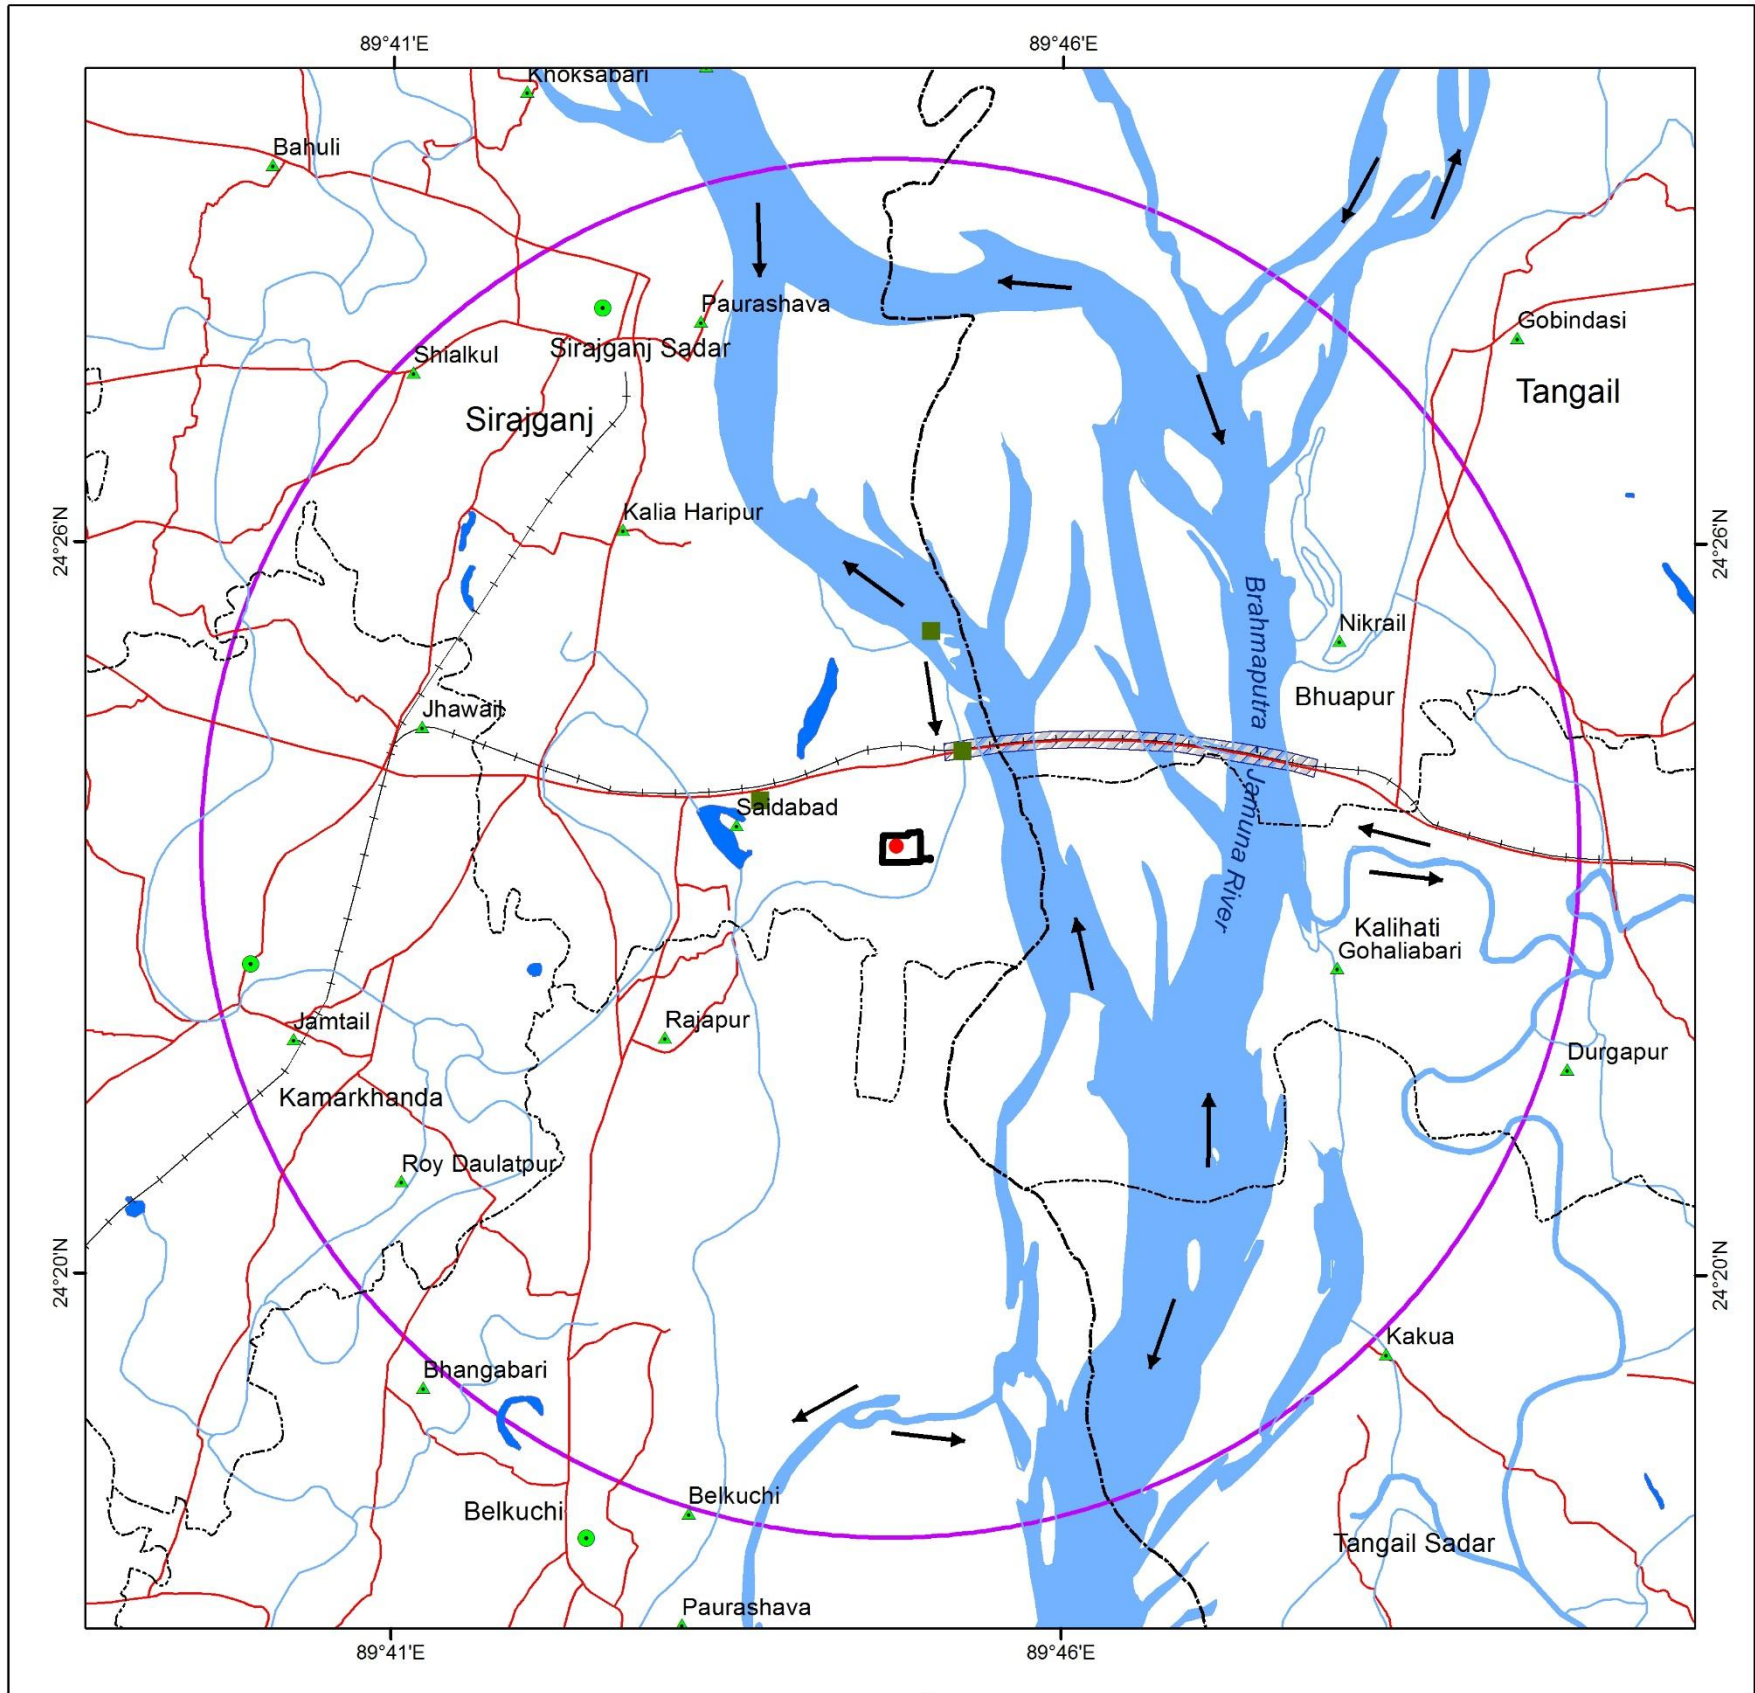 89°41'E
89°46'E
Khoksabari
Bahuli
Paurashava
Gobindasi
Sirajganj Sadar
Shialkul
Tangail
Sirajganj
Kalia Haripur
24°26'N
24°26'N
Nikrail
Brahmaputra - Jamuna River
Bhuapur
Jhawail
Saidabad
Kalihati
Gohaliabari
Jamtail
Rajapur
Durgapur
Kamarkhanda
Roy Daulatpur
24°20'N
24°20'N
Kakua
Bhangabari
Belkuchi
Belkuchi
Tangail Sadar
Paurashava
89°41'E
89°46'E